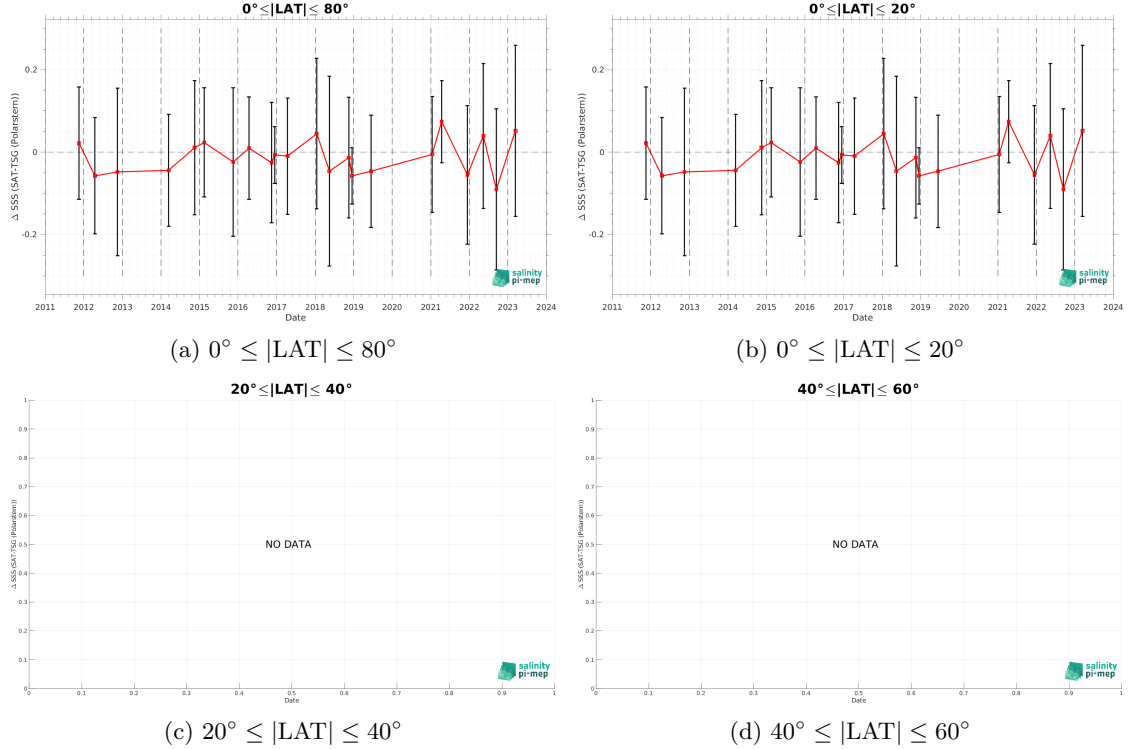 0°≤|LAT|≤ 80°
Δ SSS (SAT-TSG (Polarstern))
0.2
0
-0.2
2011 2012 2013 2014 2015 2016 2017 2018 2019 2020 2021 2022 2023 2024
Date
salinity
pi-mep
(a) 0° ≤ |LAT| ≤ 80°
0°≤|LAT|≤ 20°
Δ SSS (SAT-TSG (Polarstern))
0.2
0
-0.2
2011 2012 2013 2014 2015 2016 2017 2018 2019 2020 2021 2022 2023 2024
Date
salinity
pi-mep
(b) 0° ≤ |LAT| ≤ 20°
20°≤|LAT|≤ 40°
Δ SSS (SAT-TSG (Polarstern))
1
0.9
0.8
0.7
0.6
0.5
0.4
0.3
0.2
0.1
0
NO DATA
0 0.1 0.2 0.3 0.4 0.5 0.6 0.7 0.8 0.9 1
Date
salinity
pi-mep
(c) 20° ≤ |LAT| ≤ 40°
40°≤|LAT|≤ 60°
Δ SSS (SAT-TSG (Polarstern))
1
0.9
0.8
0.7
0.6
0.5
0.4
0.3
0.2
0.1
0
NO DATA
0 0.1 0.2 0.3 0.4 0.5 0.6 0.7 0.8 0.9 1
Date
salinity
pi-mep
(d) 40° ≤ |LAT| ≤ 60°